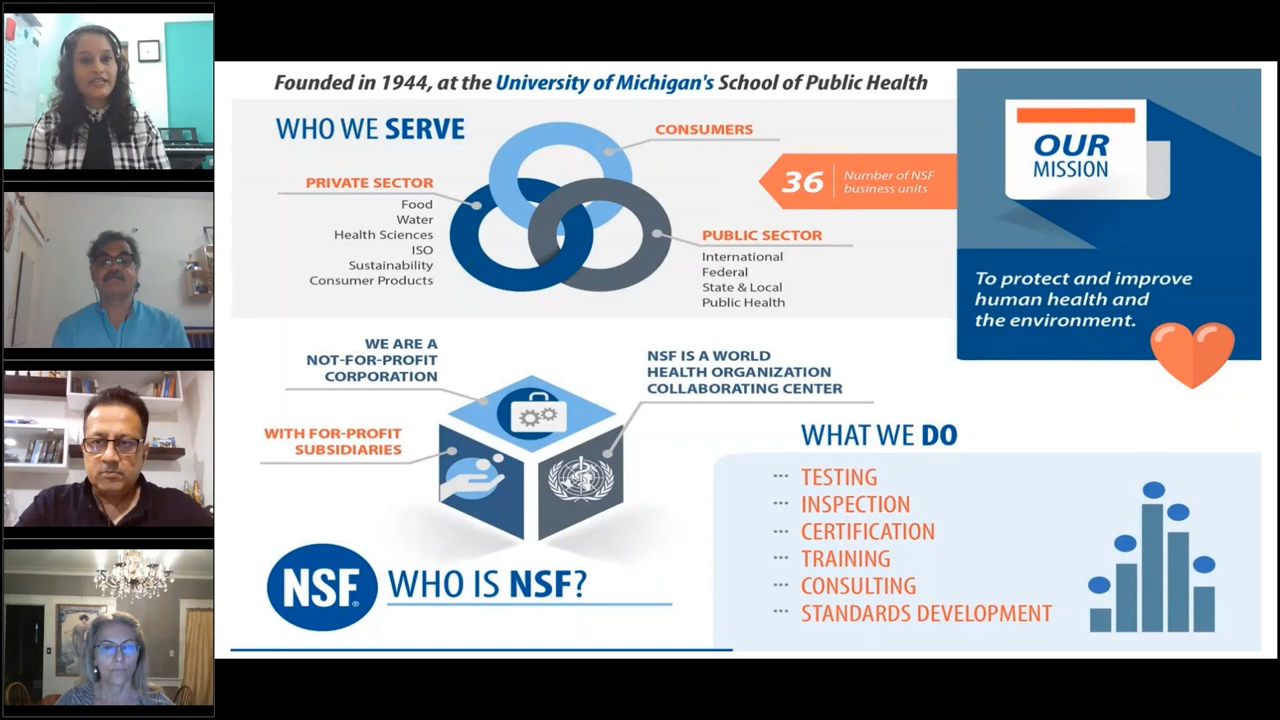 Founded in 1944, at the University of Michigan's School of Public Health
WHO WE SERVE
CONSUMERS
PRIVATE SECTOR
Food
Water
Health Sciences
ISO
Sustainability
Consumer Products
36
Number of NSF
business units
PUBLIC SECTOR
International
Federal
State & Local
Public Health
OUR
MISSION
To protect and improve
human health and
the environment.
WE ARE A
NOT-FOR-PROFIT
CORPORATION
NSF IS A WORLD
HEALTH ORGANIZATION
COLLABORATING CENTER
WITH FOR-PROFIT
SUBSIDIARIES
NSF®
WHO IS NSF?
WHAT WE DO
TESTING
INSPECTION
CERTIFICATION
TRAINING
CONSULTING
STANDARDS DEVELOPMENT